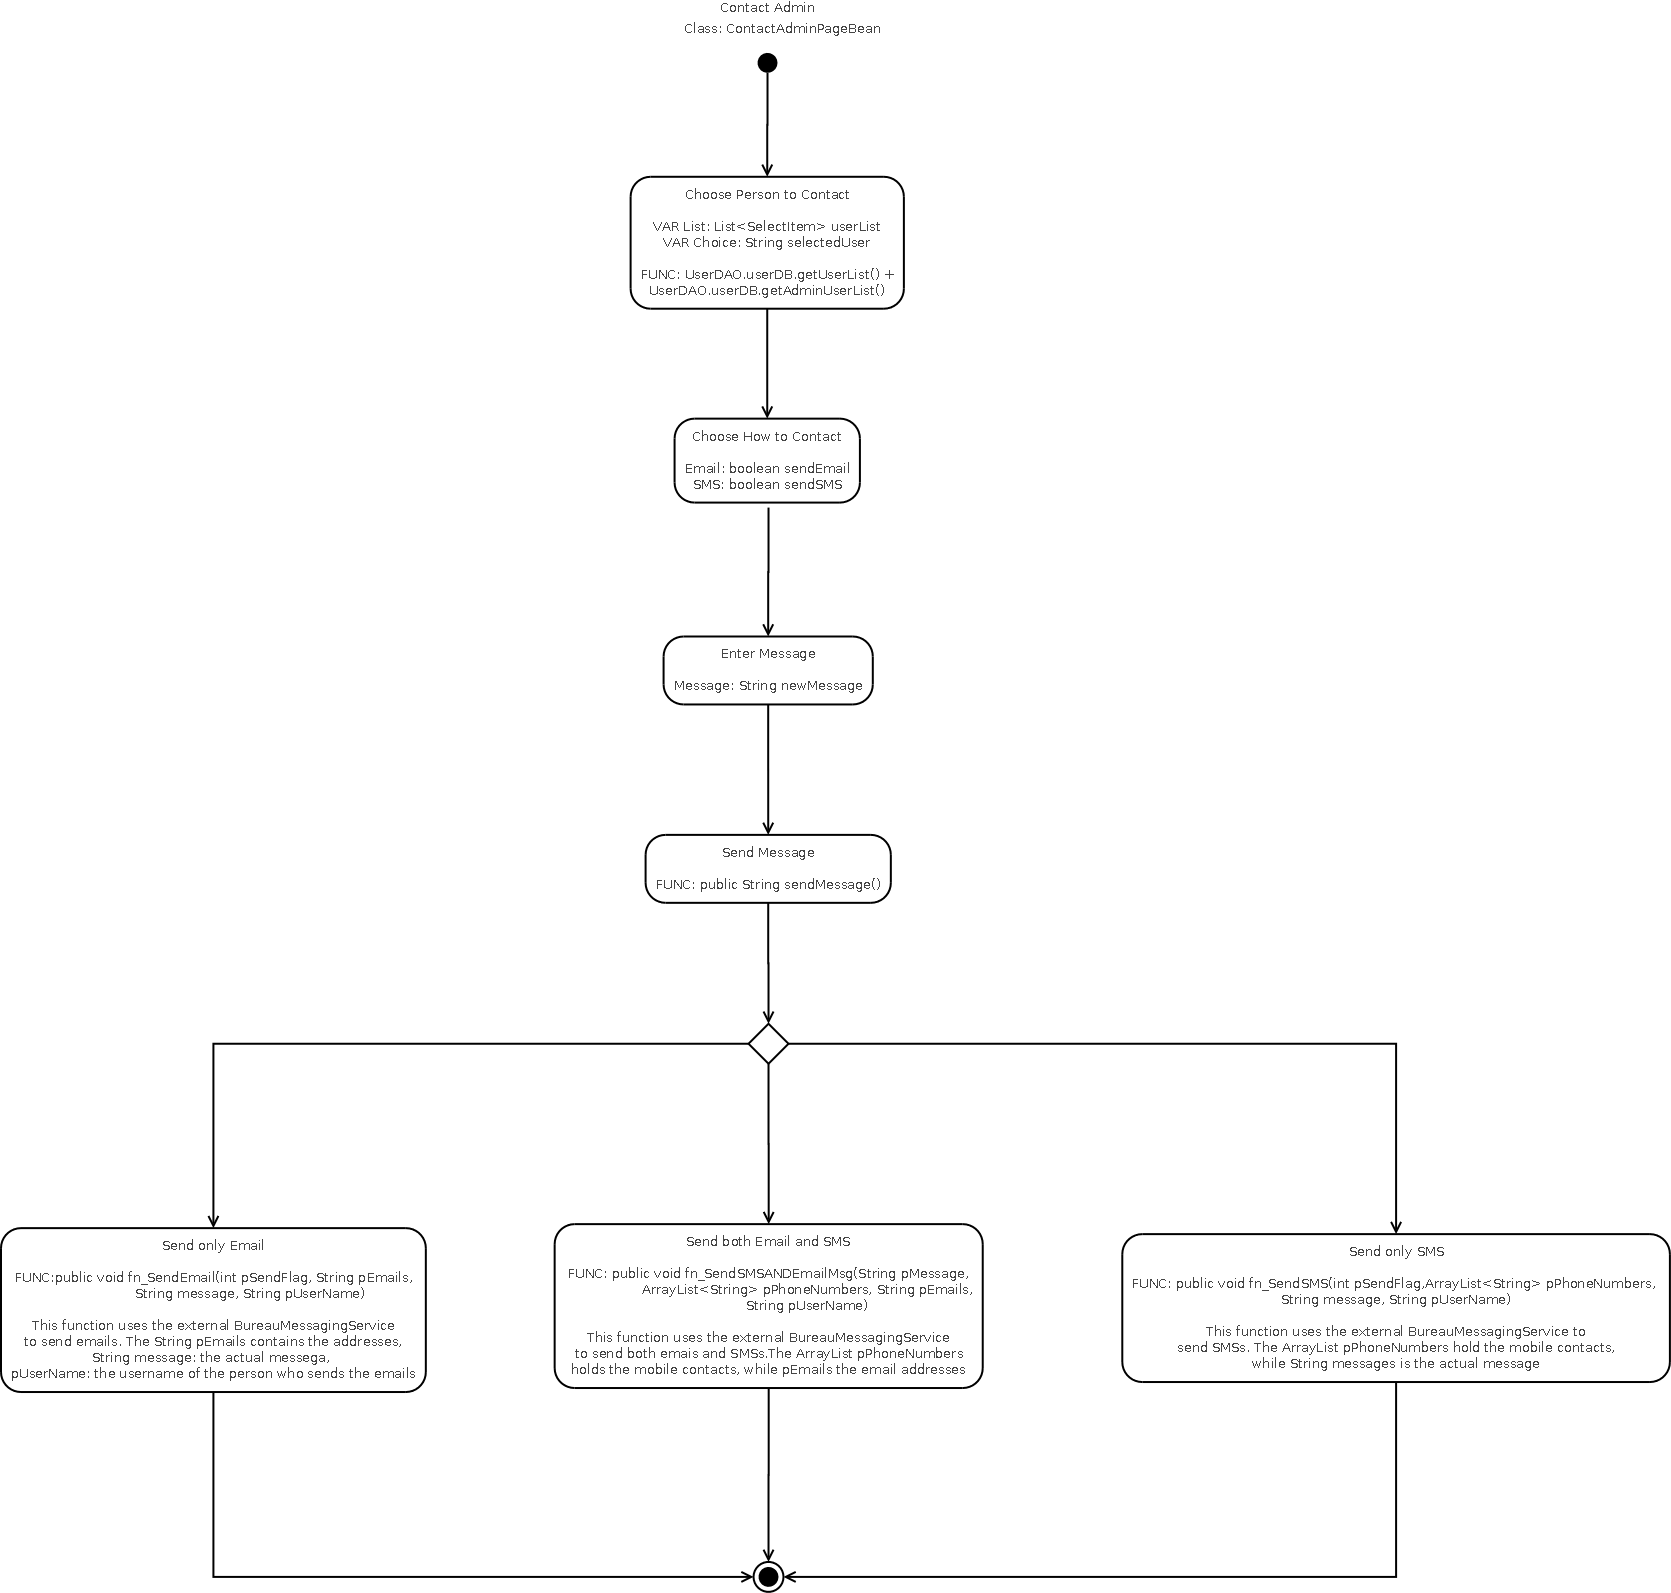 Contact Admin
Class: ContactAdminPageBean
Choose Person to Contact
VAR List: List<SelectItem> userList
VAR Choice: String selectedUser
FUNC: UserDAO.userDB.getUserList() +
UserDAO.userDB.getAdminUserList()
Choose How to Contact
Email: boolean sendEmail
SMS: boolean sendSMS
Enter Message
Message: String newMessage
Send Message
FUNC: public String sendMessage()
Send only Email
FUNC:public void fn_SendEmail(int pSendFlag, String pEmails,
String message, String pUserName)
This function uses the external BureauMessagingService
to send emails. The String pEmails contains the addresses,
String message: the actual messega,
pUserName: the username of the person who sends the emails
Send both Email and SMS
FUNC: public void fn_SendSMSANDEmailMsg(String pMessage,
ArrayList<String> pPhoneNumbers, String pEmails,
String pUserName)
This function uses the external BureauMessagingService
to send both emais and SMSs.The ArrayList pPhoneNumbers
holds the mobile contacts, while pEmails the email addresses
Send only SMS
FUNC: public void fn_SendSMS(int pSendFlag,ArrayList<String> pPhoneNumbers,
String message, String pUserName)
This function uses the external BureauMessagingService to
send SMSs. The ArrayList pPhoneNumbers hold the mobile contacts,
while String messages is the actual message